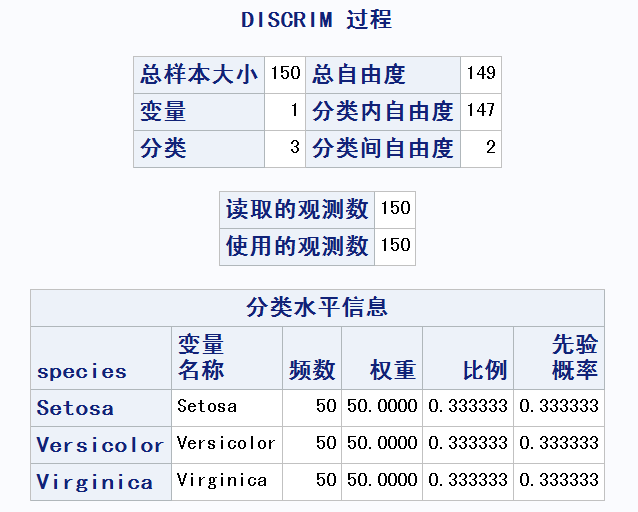 DISCRIM 过程
总样本大小 150 总自由度 149
变量 1 分类内自由度 147
分类 3 分类间自由度 2
读取的观测数 150
使用的观测数 150
分类水平信息
species 变量名称 频数 权重 比例 先验概率
Setosa Setosa 50 50.0000 0.333333 0.333333
Versicolor Versicolor 50 50.0000 0.333333 0.333333
Virginica Virginica 50 50.0000 0.333333 0.333333